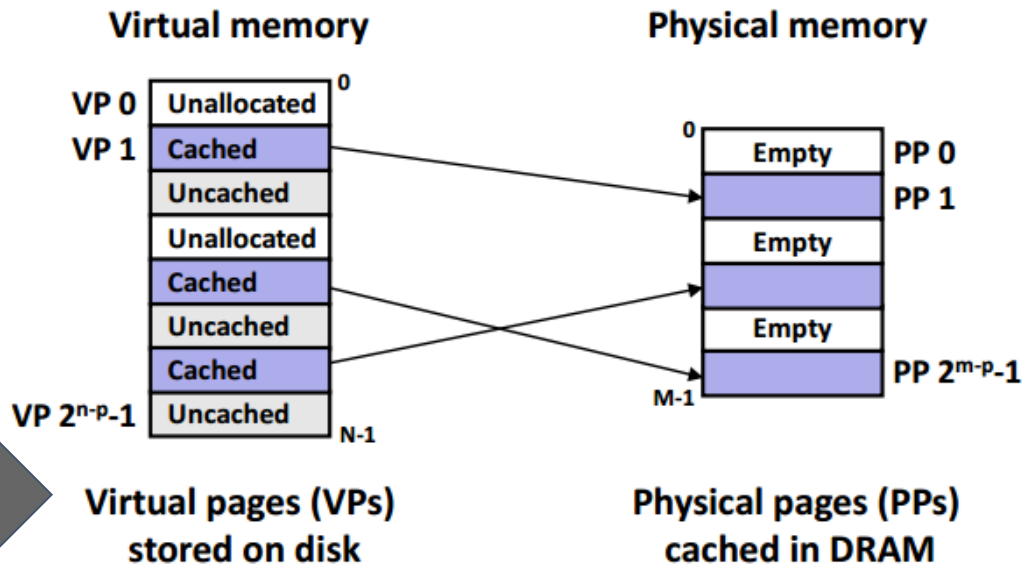 Virtual memory
Physical memory
0
VP 0 Unallocated
VP 1 Cached
Uncached
Unallocated
Cached
Uncached
Cached
VP 2ⁿ⁻ᵖ-1 Uncached
N-1
0
Empty PP 0
PP 1
Empty
Empty
PP 2ᵐ⁻ᵖ-1
M-1
Virtual pages (VPs)
stored on disk
Physical pages (PPs)
cached in DRAM